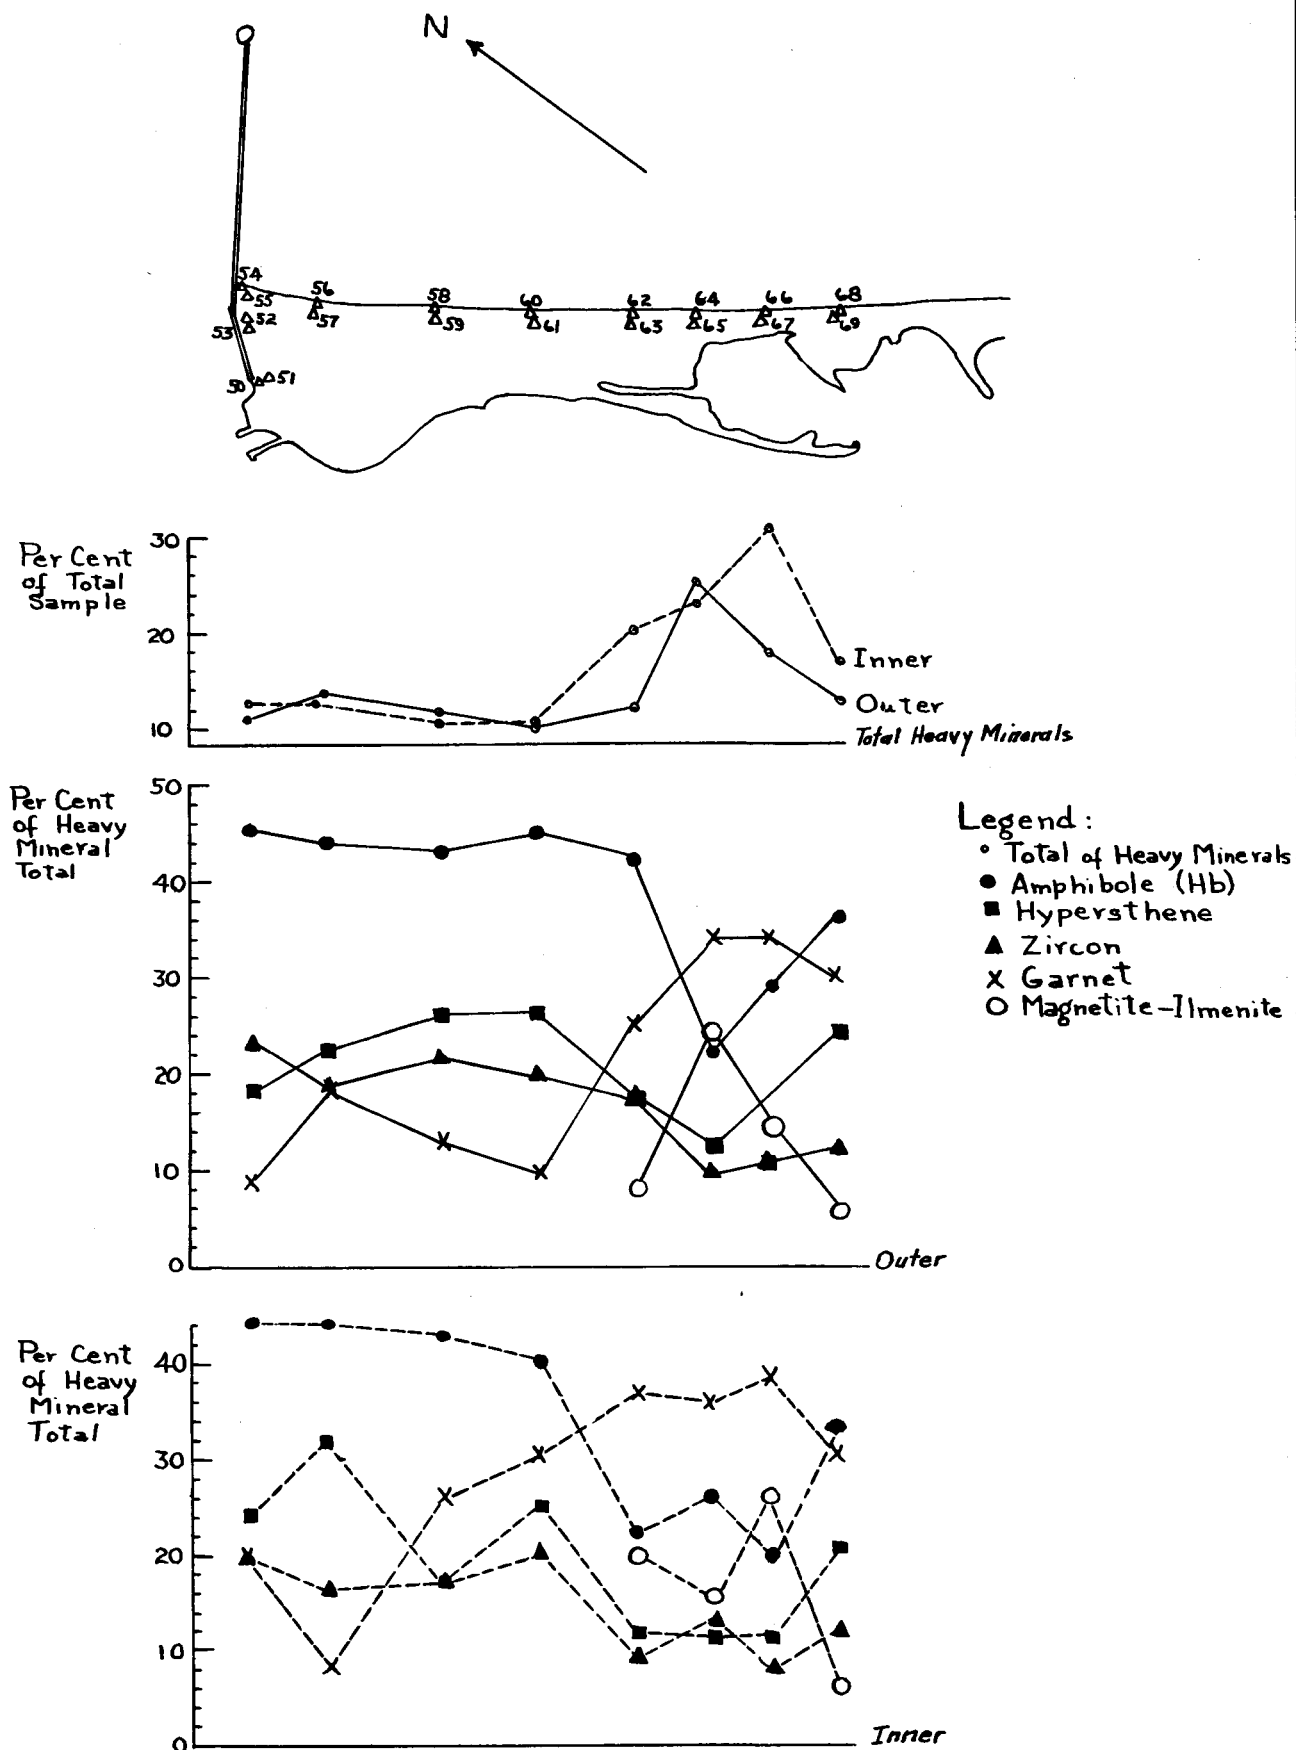 N
54
55
52
53
50
51
56
57
58
59
60
61
62
63
64
65
66
67
68
69
Per Cent
of Total
Sample
30
20
10
Inner
Outer
Total Heavy Minerals
Per Cent
of Heavy
Mineral
Total
50
40
30
20
10
0
Outer
Legend:
Total of Heavy Minerals
Amphibole (Hb)
Hypersthene
Zircon
Garnet
Magnetite-Ilmenite
Per Cent
of Heavy
Mineral
Total
40
30
20
10
0
Inner